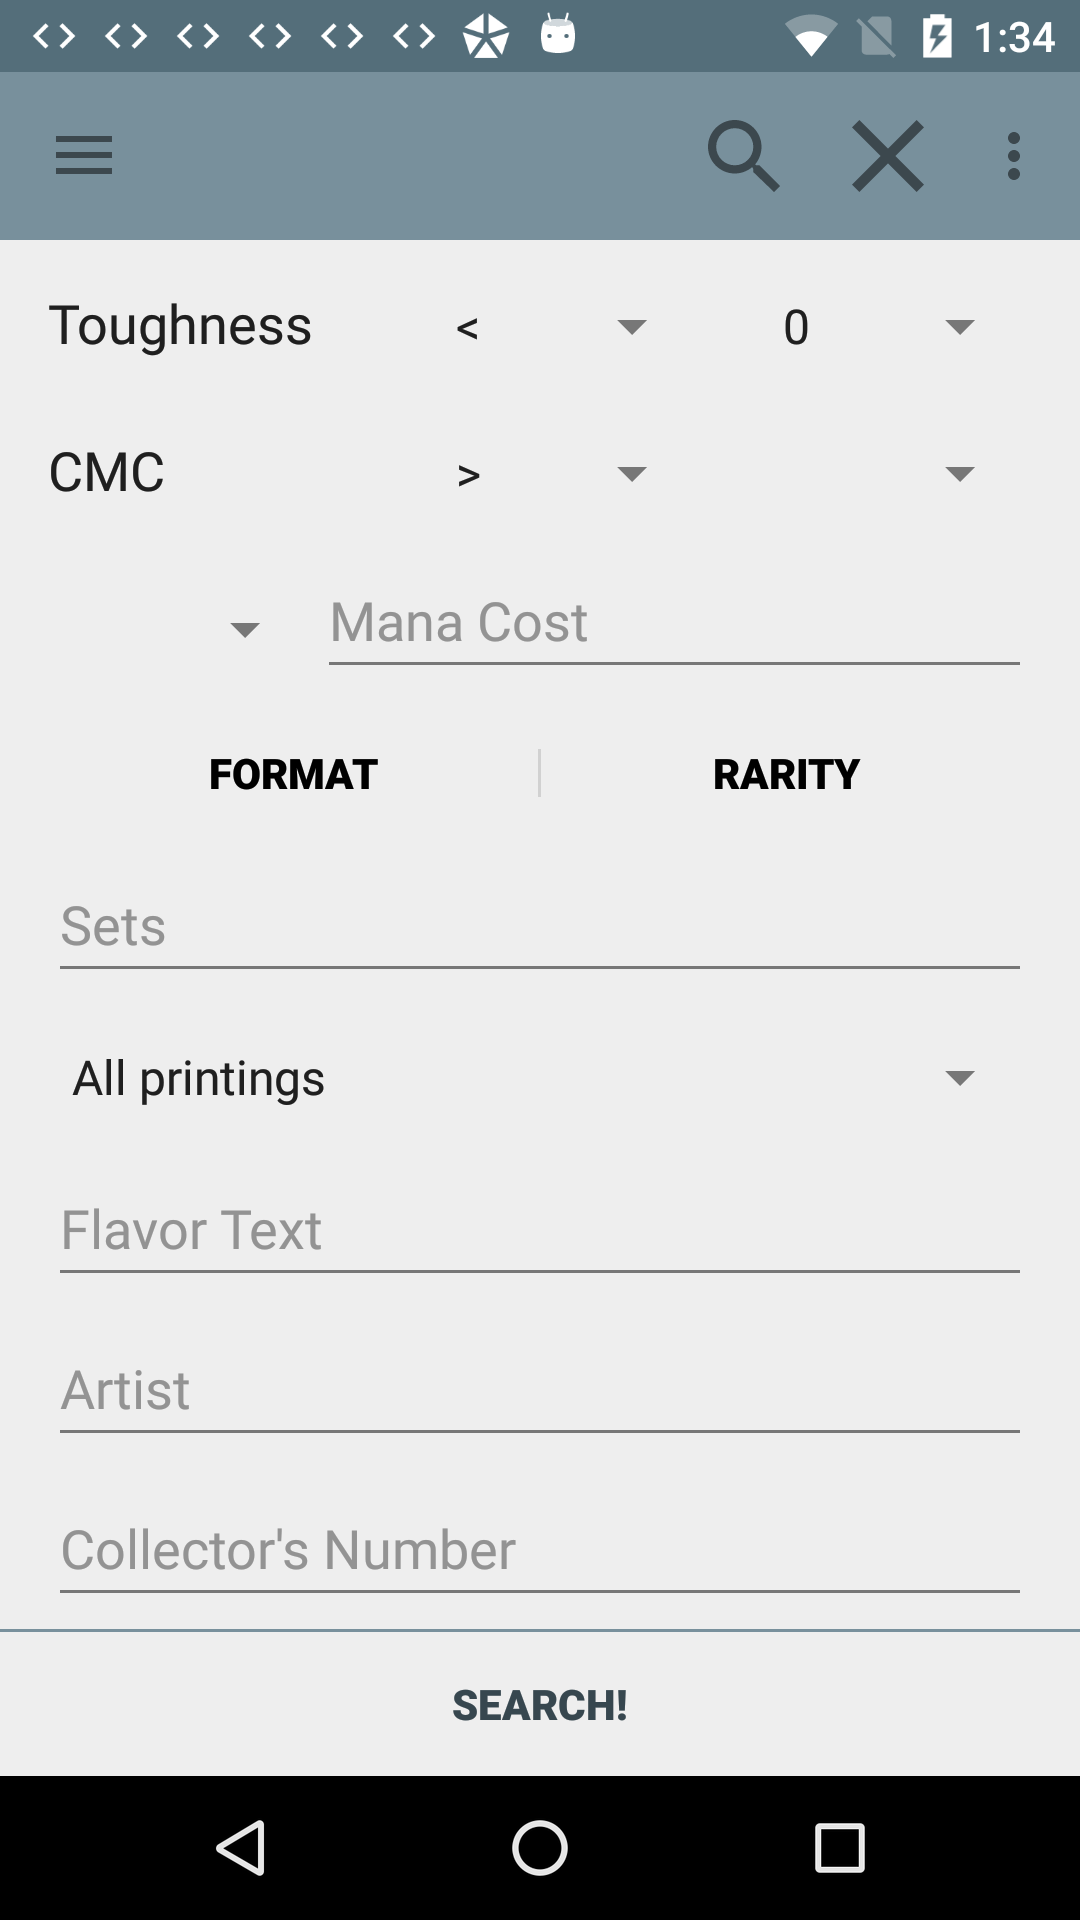 1:34
Toughness < 0
CMC >
Mana Cost
FORMAT RARITY
Sets
All printings
Flavor Text
Artist
Collector's Number
SEARCH!